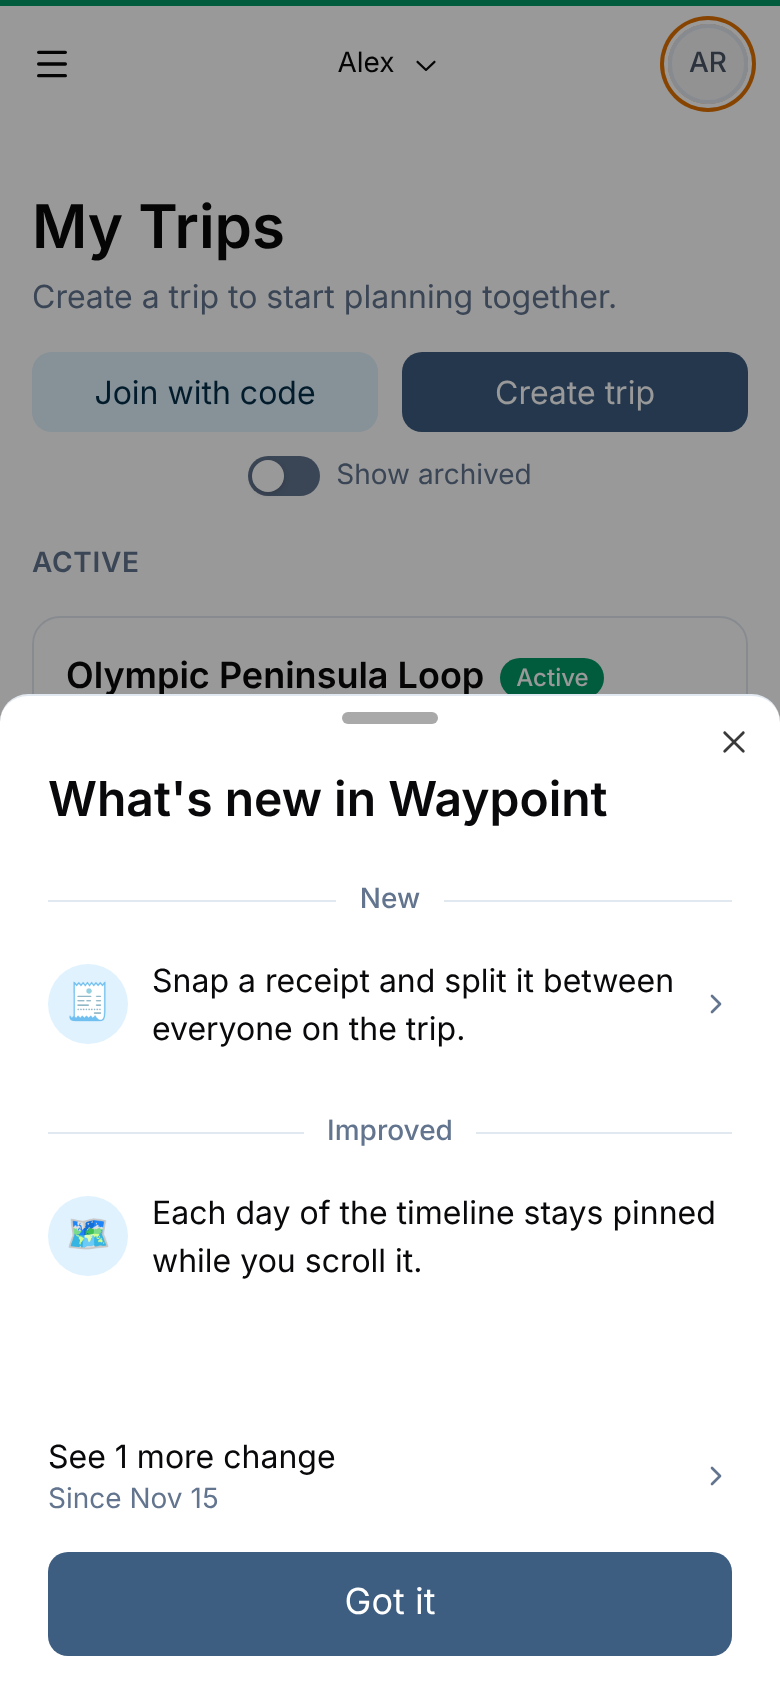 Alex
AR
My Trips
Create a trip to start planning together.
Join with code
Create trip
Show archived
ACTIVE
Olympic Peninsula Loop
Active
What's new in Waypoint
New
Snap a receipt and split it between
everyone on the trip.
Improved
Each day of the timeline stays pinned
while you scroll it.
See 1 more change
Since Nov 15
Got it